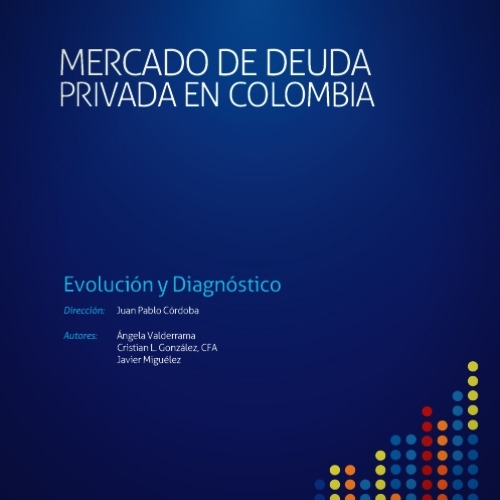 MERCADO DE DEUDA
PRIVADA EN COLOMBIA
Evolución y Diagnóstico
Dirección: Juan Pablo Córdoba
Autores: Ángela Valderrama
Cristian L. González, CFA
Javier Miguélez